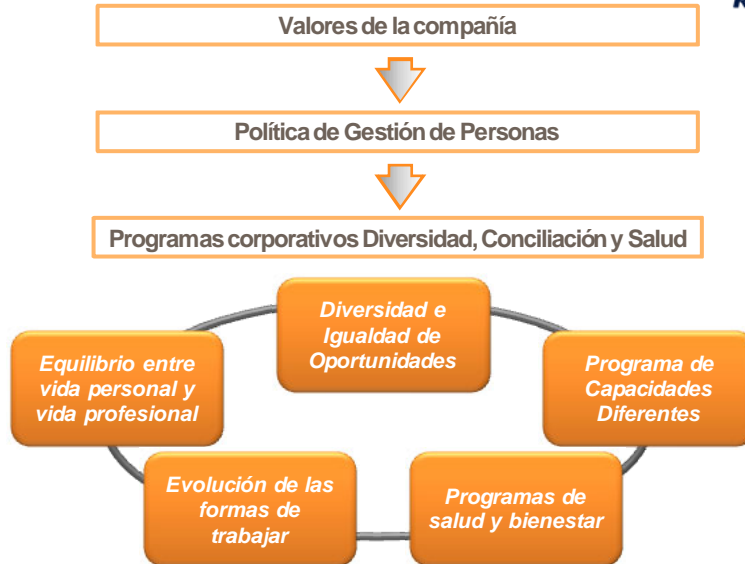 Valores de la compañía
Política de Gestión de Personas
Programas corporativos Diversidad, Conciliación y Salud
Diversidad e
Igualdad de
Oportunidades
Equilibrio entre
vida personal y
vida profesional
Programa de
Capacidades
Diferentes
Evolución de las
formas de
trabajar
Programas de
salud y bienestar